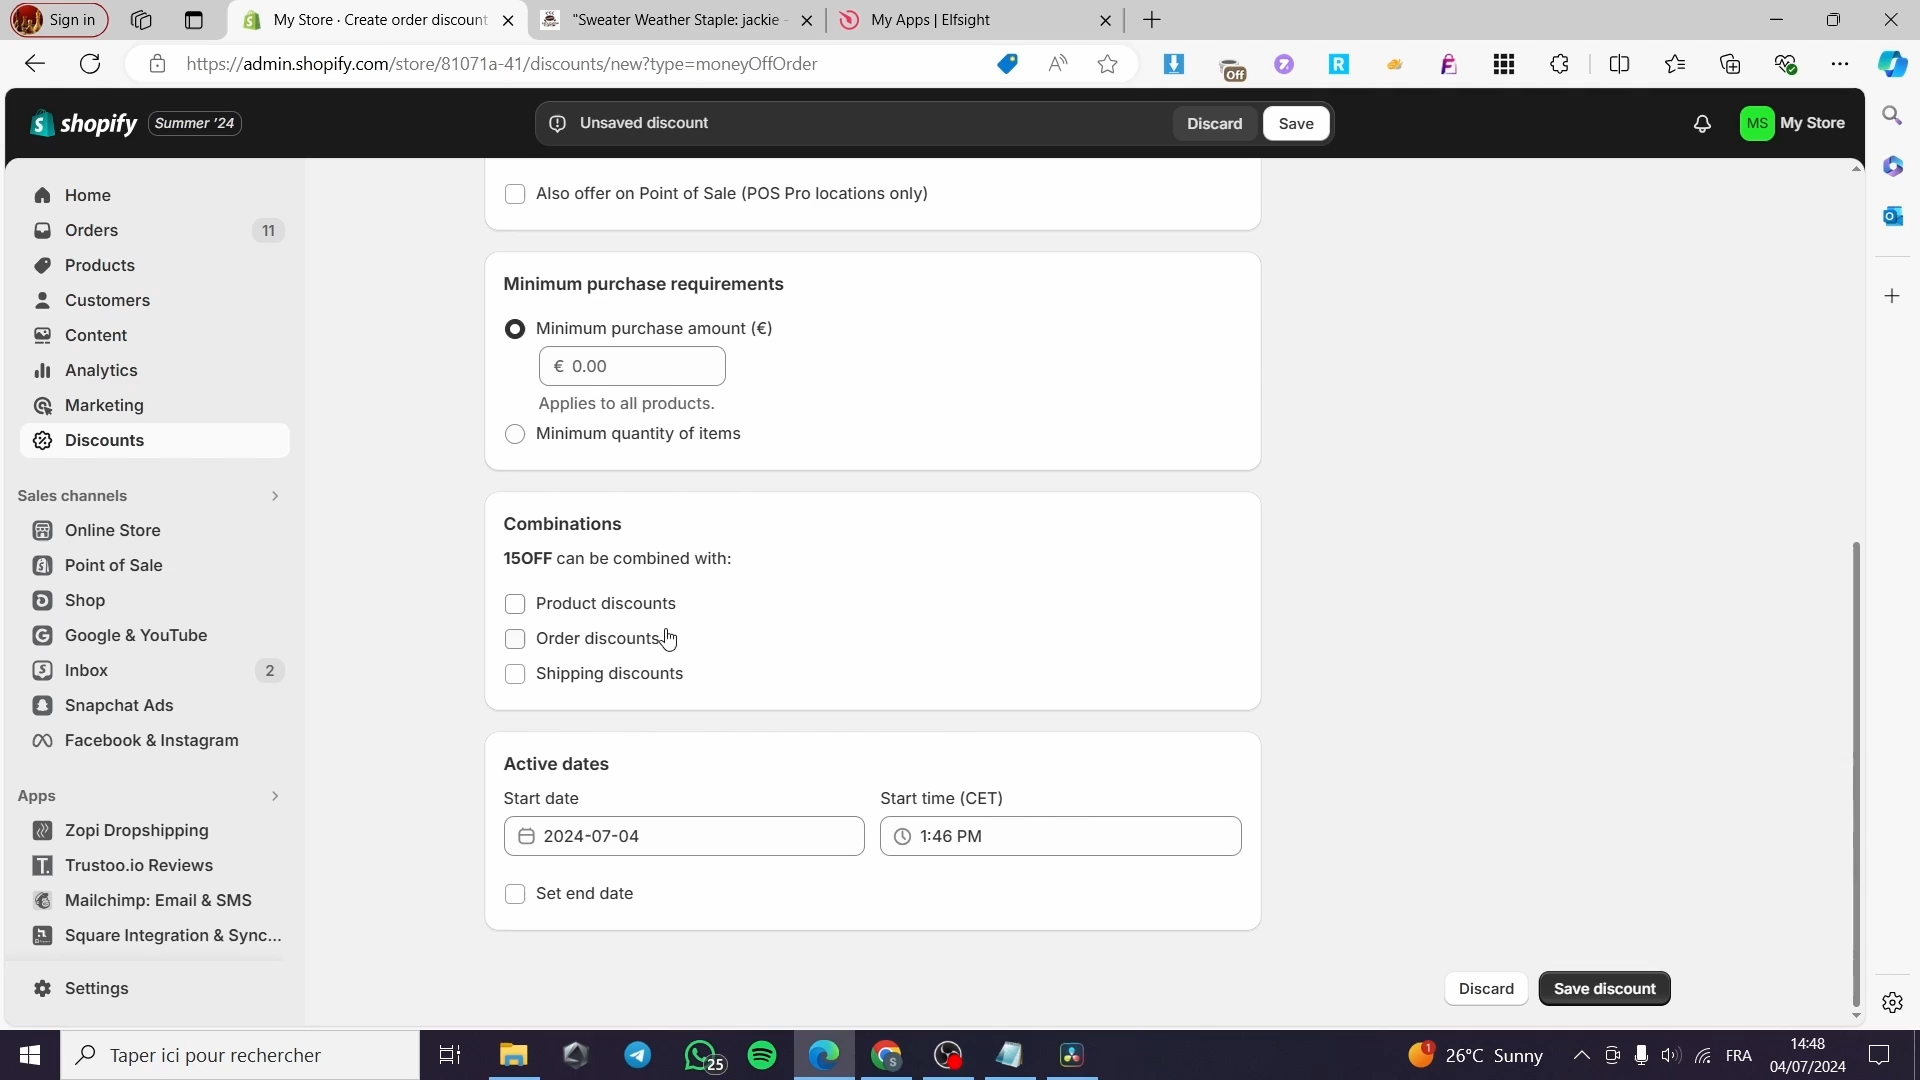 Sign in
My Store · Create order discount
"Sweater Weather Staple: jackie -
My Apps | Elfsight
https://admin.shopify.com/store/81071a-41/discounts/new?type=moneyOffOrder
Off
shopify
Summer '24
Unsaved discount
Discard
Save
MS
My Store
Home
Orders
11
Products
Customers
Content
Analytics
Marketing
Discounts
Sales channels
Online Store
Point of Sale
Shop
Google & YouTube
Inbox
2
Snapchat Ads
Facebook & Instagram
Apps
Zopi Dropshipping
Trustoo.io Reviews
Mailchimp: Email & SMS
Square Integration & Sync...
Settings
Also offer on Point of Sale (POS Pro locations only)
Minimum purchase requirements
Minimum purchase amount (€)
€ 0.00
Applies to all products.
Minimum quantity of items
Combinations
15OFF can be combined with:
Product discounts
Order discounts
Shipping discounts
Active dates
Start date
Start time (CET)
2024-07-04
1:46 PM
Set end date
Discard
Save discount
Taper ici pour rechercher
25
1
26°C Sunny
FRA
14:48
04/07/2024